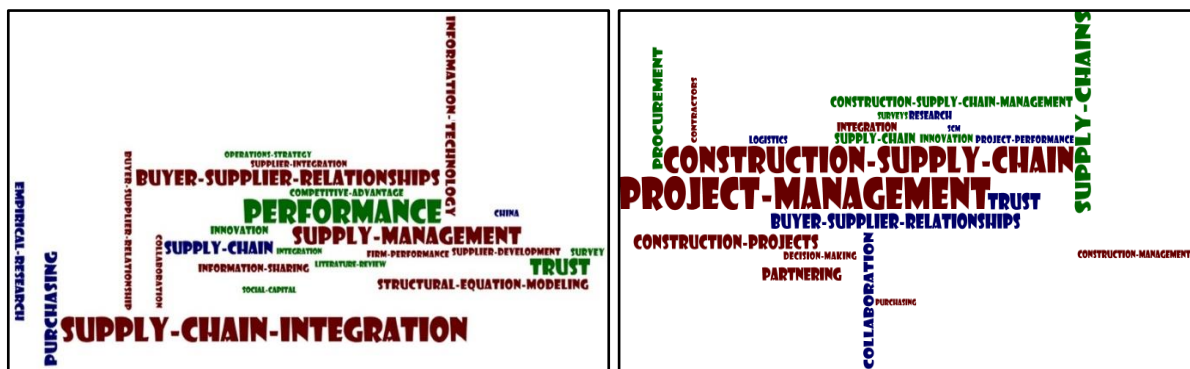 INFORMATION-TECHNOLOGY
OPERATIONS-STRATEGY
SUPPLIER-INTEGRATION
BUYER-SUPPLIER-RELATIONSHIP
BUYER-SUPPLIER-RELATIONSHIPS
EMPIRICAL-RESEARCH
COMPETITIVE-ADVANTAGE
PERFORMANCE
CHINA
INNOVATION
SUPPLY-MANAGEMENT
COLLABORATION
SUPPLY-CHAIN
INTEGRATION
FIRM-PERFORMANCE
SUPPLIER-DEVELOPMENT
SURVEY
PURCHASING
INFORMATION-SHARING
LITERATURE-REVIEW
TRUST
STRUCTURAL-EQUATION-MODELING
SOCIAL-CAPITAL
SUPPLY-CHAIN-INTEGRATION
SUPPLY-CHAINS
PROCUREMENT
CONTRACTORS
CONSTRUCTION-SUPPLY-CHAIN-MANAGEMENT
SURVEYS
RESEARCH
INTEGRATION
SCM
LOGISTICS
SUPPLY-CHAIN
INNOVATION
PROJECT-PERFORMANCE
CONSTRUCTION-SUPPLY-CHAIN
PROJECT-MANAGEMENT
TRUST
BUYER-SUPPLIER-RELATIONSHIPS
CONSTRUCTION-PROJECTS
COLLABORATION
DECISION-MAKING
CONSTRUCTION-MANAGEMENT
PARTNERING
PURCHASING